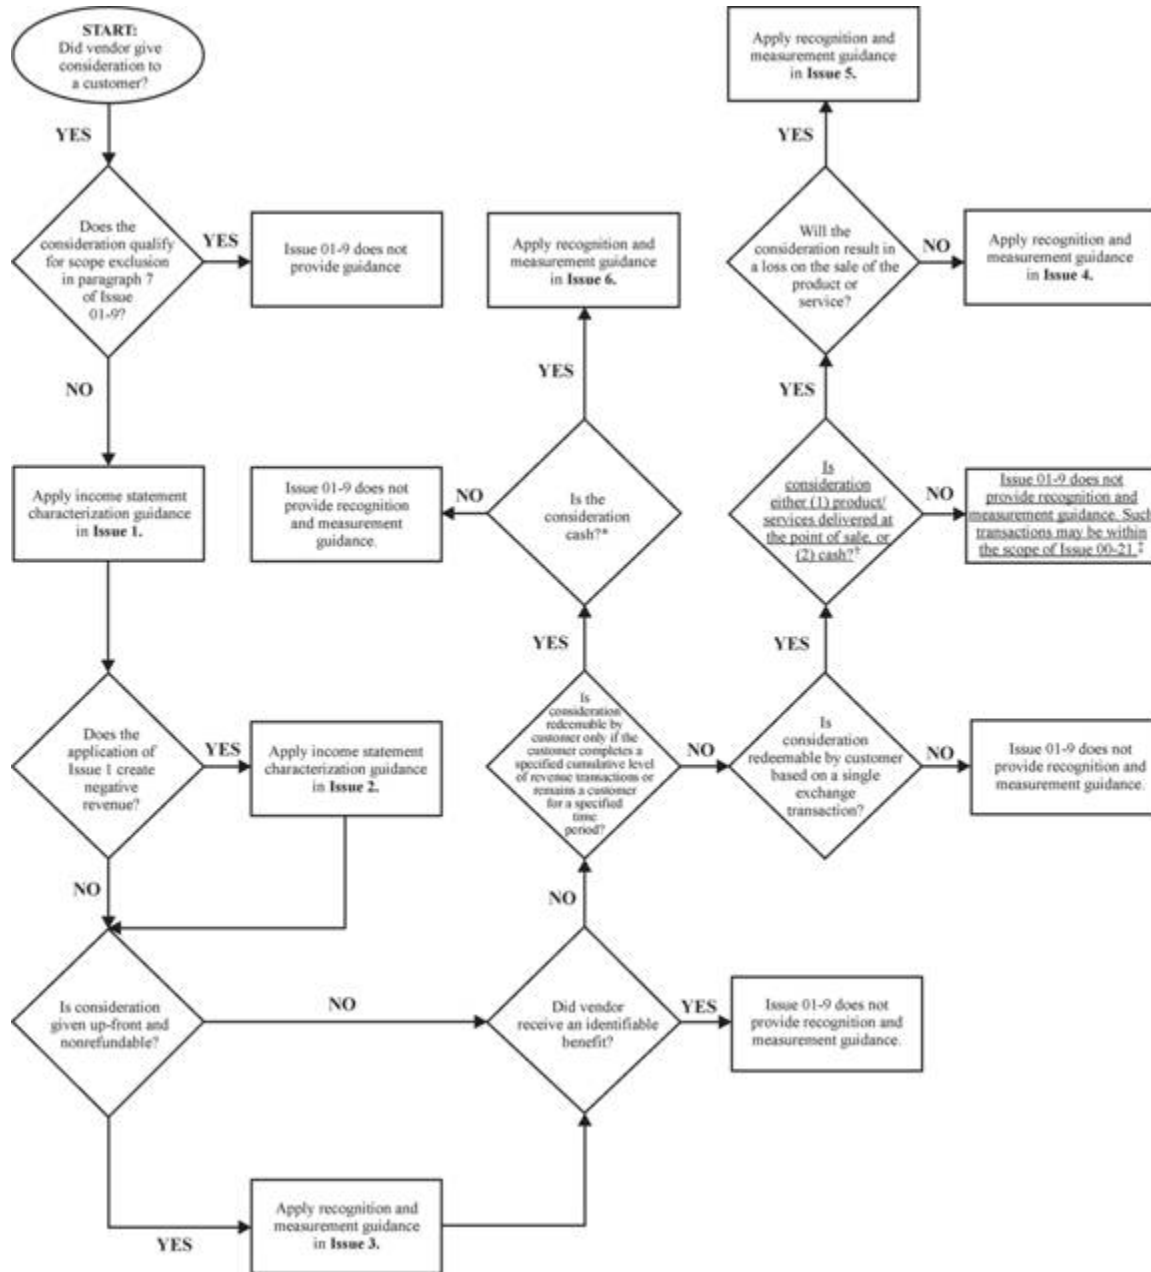 START:
Did vendor give
consideration to
a customer?
YES
Does the
consideration qualify
for scope exclusion
in paragraph 7
of Issue
01-9?
YES
Issue 01-9 does not
provide guidance
NO
Apply income statement
characterization guidance
in Issue 1.
Does the
application of
Issue 1 create
negative
revenue?
YES
Apply income statement
characterization guidance
in Issue 2.
NO
Is consideration
given up-front and
nonrefundable?
NO
YES
Apply recognition and
measurement guidance
in Issue 3.
Did vendor
receive an identifiable
benefit?
YES
Issue 01-9 does not
provide recognition and
measurement guidance.
NO
Is
consideration
redeemable by
customer only if the
customer completes a
specified cumulative level
of revenue transactions or
remains a customer
for a specified
time
period?
YES
Is the
consideration
cash?*
NO
Issue 01-9 does not
provide recognition
and measurement
guidance.
YES
Apply recognition and
measurement guidance
in Issue 6.
NO
Is
consideration
redeemable by customer
based on a single
exchange
transaction?
NO
Issue 01-9 does not
provide recognition and
measurement guidance.
YES
Is
consideration
either (1) product/
services delivered at
the point of sale, or
(2) cash?†
NO
Issue 01-9 does not
provide recognition and
measurement guidance. Such
transactions may be within
the scope of Issue 00-21.‡
YES
Will the
consideration result in
a loss on the sale of the
product or
service?
NO
Apply recognition and
measurement guidance
in Issue 4.
YES
Apply recognition and
measurement guidance
in Issue 5.